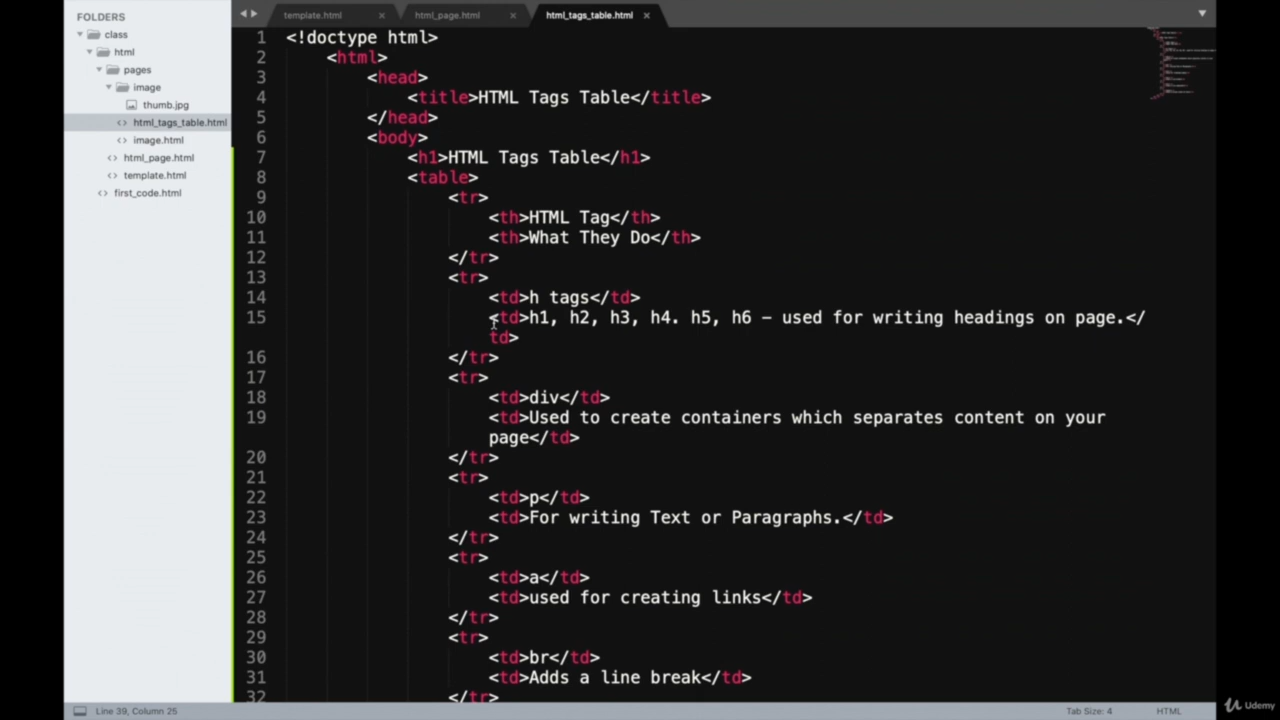 FOLDERS
class
html
pages
image
thumb.jpg
html_tags_table.html
image.html
html_page.html
template.html
first_code.html
template.html
html_page.html
html_tags_table.html
1 <!doctype html>
2 <html>
3 <head>
4 <title>HTML Tags Table</title>
5 </head>
6 <body>
7 <h1>HTML Tags Table</h1>
8 <table>
9 <tr>
10 <th>HTML Tag</th>
11 <th>What They Do</th>
12 </tr>
13 <tr>
14 <td>h tags</td>
15 <td>h1, h2, h3, h4. h5, h6 - used for writing headings on page.</
td>
16 </tr>
17 <tr>
18 <td>div</td>
19 <td>Used to create containers which separates content on your
page</td>
20 </tr>
21 <tr>
22 <td>p</td>
23 <td>For writing Text or Paragraphs.</td>
24 </tr>
25 <tr>
26 <td>a</td>
27 <td>used for creating links</td>
28 </tr>
29 <tr>
30 <td>br</td>
31 <td>Adds a line break</td>
32 </tr>
Line 39, Column 25
Tab Size: 4
HTML
Udemy